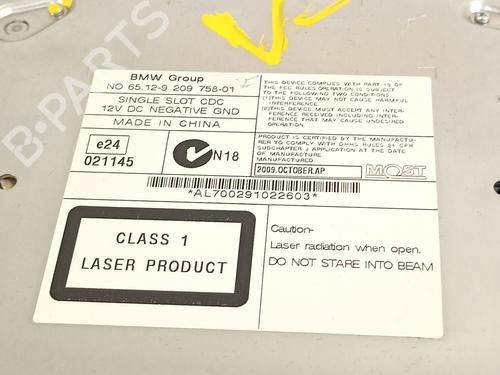 BMW Group
NO 65.12-9 209 758-01
SINGLE SLOT CDC
12V DC NEGATIVE GND
MADE IN CHINA
e24
021145
N18
THIS DEVICE COMPLIES WITH PART 15 OF
THE FCC RULES. OPERATION IS SUBJECT
TO THE FOLLOWING TWO CONDITIONS.
(1)THIS DEVICE MAY NOT CAUSE HARMFUL
INTERFERENCE
(2)THIS DEVICE MUST ACCEPT ANY INTER-
FERENCE RECEIVED INCLUDING INTER-
FERENCE THAT MAY CAUSE UNDESIRED
OPERATION.
PRODUCT IS CERTIFIED BY THE MANUFACTU-
RER TO COMPLY WITH DHHS RULES 21 CFR
SUBCHAPTER J APPLICATION AT THE DATE
OF MANUFACTURE.
MANUFACTURED.
2009.OCTOBER.AP
MOST
*AL700291022603*
CLASS 1
LASER PRODUCT
Caution-
Laser radiation when open.
DO NOT STARE INTO BEAM